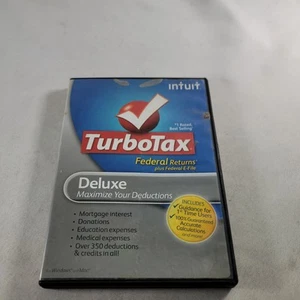 intuit
#1 Rated,
Best Selling
TurboTax
Federal Returns
plus Federal E-File
Deluxe
Maximize Your Deductions
• Mortgage interest
• Donations
• Education expenses
• Medical expenses
• Over 350 deductions
& credits in all!
INCLUDES
✓ Guidance for
1st Time Users
✓ 100% Guaranteed
Accurate
Calculations